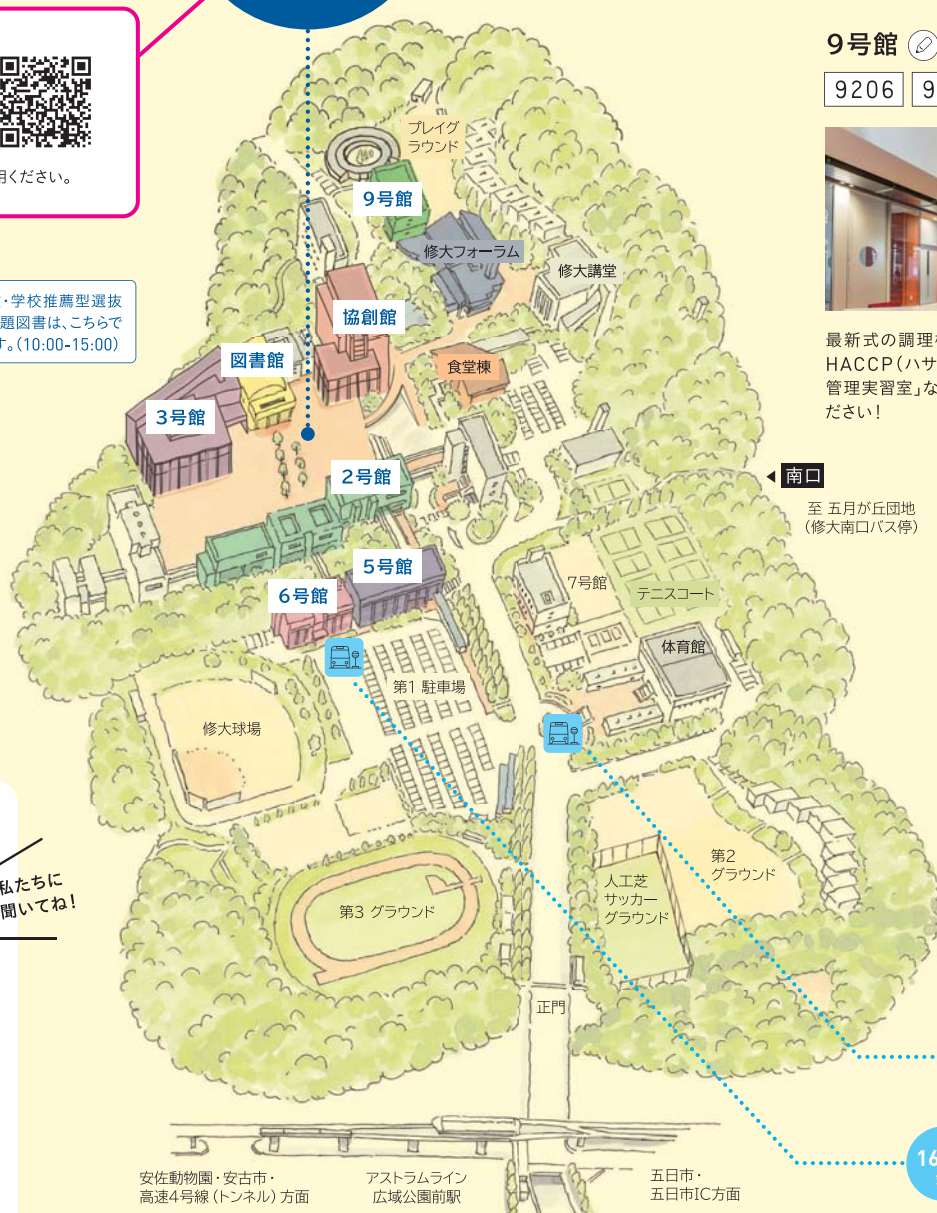 用ください。
・学校推薦型選抜
題図書は、こちらで
す。(10:00-15:00)
9号館
9206
9
最新式の調理
HACCP(ハサ
管理実習室」な
ださい!
プレイグ
ラウンド
9号館
修大フォーラム
修大講堂
協創館
図書館
食堂棟
3号館
2号館
南口
至 五月が丘団地
(修大南口バス停)
5号館
6号館
7号館
テニスコート
体育館
第1 駐車場
修大球場
私たちに
聞いてね!
第3 グラウンド
人工芝
サッカー
グラウンド
第2
グラウンド
正門
安佐動物園・安古市・
高速4号線(トンネル)方面
アストラムライン
広域公園前駅
五日市・
五日市IC方面
16